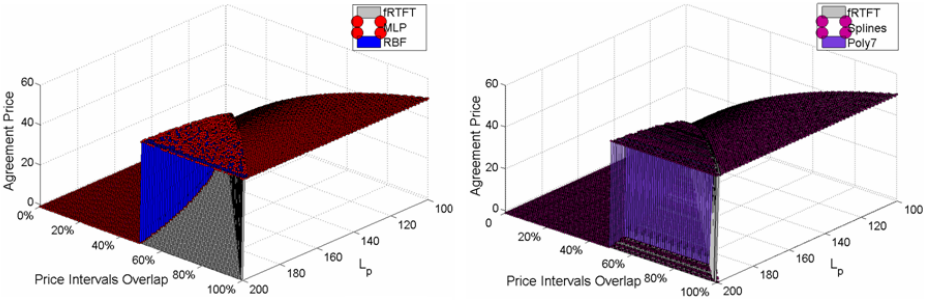 fRTFT
MLP
RBF
60
40
20
0
Agreement Price
0%
20%
40%
60%
80%
100%
Price Intervals Overlap
200
180
160
140
120
100
Lp
fRTFT
Splines
Poly7
60
40
20
0
Agreement Price
0
20%
40%
60%
80%
100%
Price Intervals Overlap
200
180
160
140
120
100
Lp